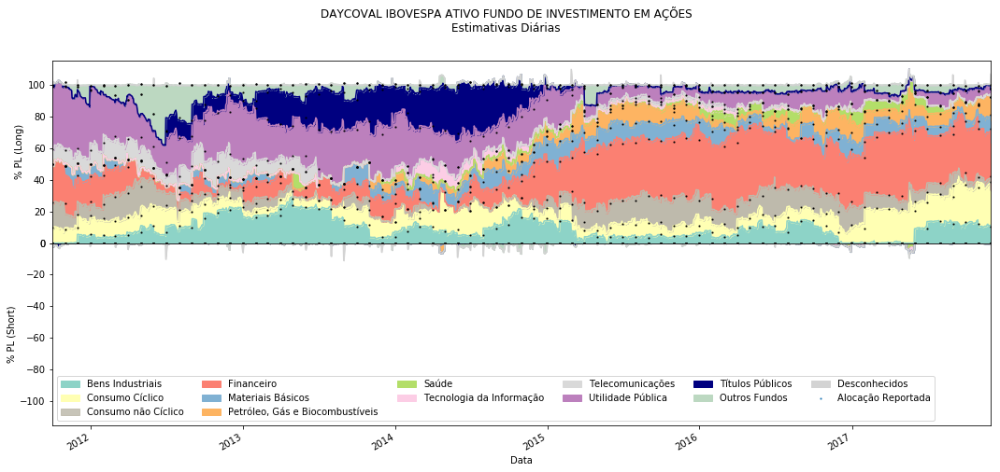 DAYCOVAL IBOVESPA ATIVO FUNDO DE INVESTIMENTO EM AÇÕES
Estimativas Diárias
% PL (Long)
100
80
60
40
20
0
% PL (Short)
0
−20
−40
−60
−80
−100
Bens Industriais
Consumo Cíclico
Consumo não Cíclico
Financeiro
Materiais Básicos
Petróleo, Gás e Biocombustíveis
Saúde
Tecnologia da Informação
Telecomunicações
Utilidade Pública
Títulos Públicos
Outros Fundos
Desconhecidos
Alocação Reportada
2012
2013
2014
2015
2016
2017
Data